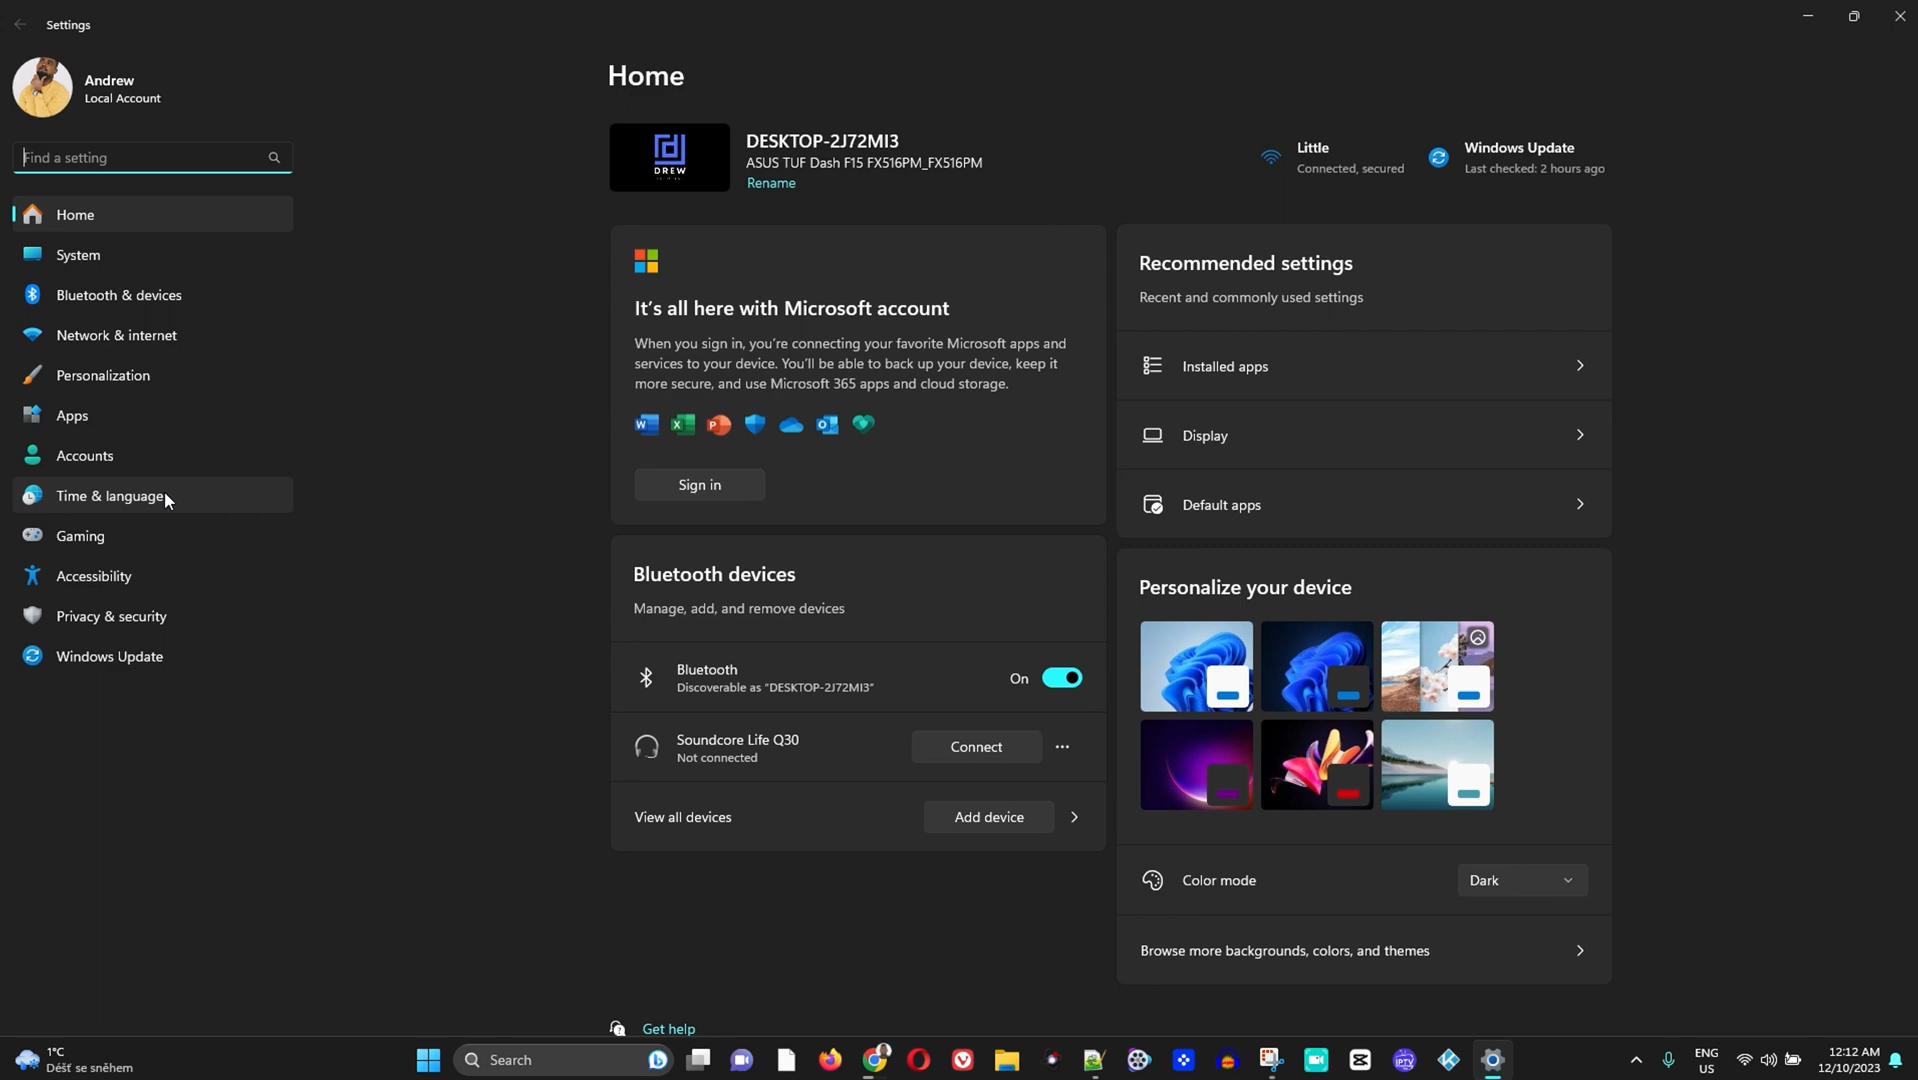 Settings
Andrew
Local Account
Find a setting
Home
System
Bluetooth & devices
Network & internet
Personalization
Apps
Accounts
Time & language
Gaming
Accessibility
Privacy & security
Windows Update
Home
DREW
DESKTOP-2J72MI3
ASUS TUF Dash F15 FX516PM_FX516PM
Rename
Little
Connected, secured
Windows Update
Last checked: 2 hours ago
It's all here with Microsoft account
When you sign in, you're connecting your favorite Microsoft apps and
services to your device. You'll be able to back up your device, keep it
more secure, and use Microsoft 365 apps and cloud storage.
Sign in
Bluetooth devices
Manage, add, and remove devices
Bluetooth
Discoverable as "DESKTOP-2J72MI3"
On
Soundcore Life Q30
Not connected
Connect
View all devices
Add device
Get help
Recommended settings
Recent and commonly used settings
Installed apps
Display
Default apps
Personalize your device
Color mode
Dark
Browse more backgrounds, colors, and themes
1°C
Déšť se sněhem
Search
IPTV
ENG
US
12:12 AM
12/10/2023